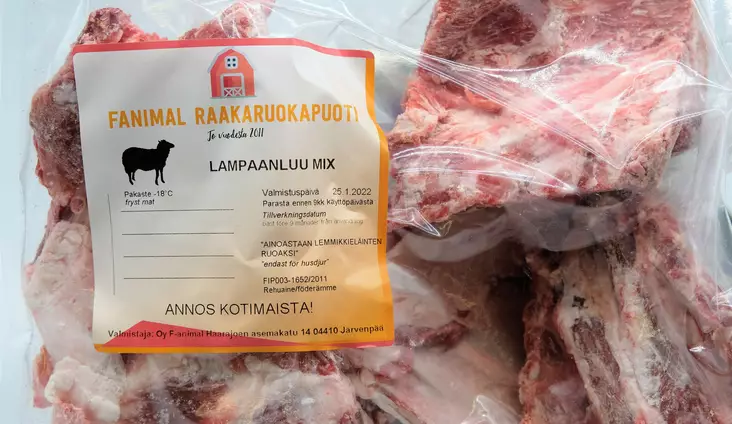 FANIMAL RAAKARUOKAPUOTI
Jo vuodesta 2011
LAMPAANLUU MIX
Pakaste -18°C
fryst mat
Valmistuspäivä 25.1.2022
Parasta ennen 9kk käyttöpäivästä
Tillverkningsdatum
"AINOASTAAN LEMMIKKIELÄINTEN
RUOAKSI"
"endast för husdjur"
FIP003-1652/2011
Rehuaine/föderämme
ANNOS KOTIMAISTA!
Valmistaja: Oy F-animal Haarajoen asemakatu 14 04410 Järvenpää